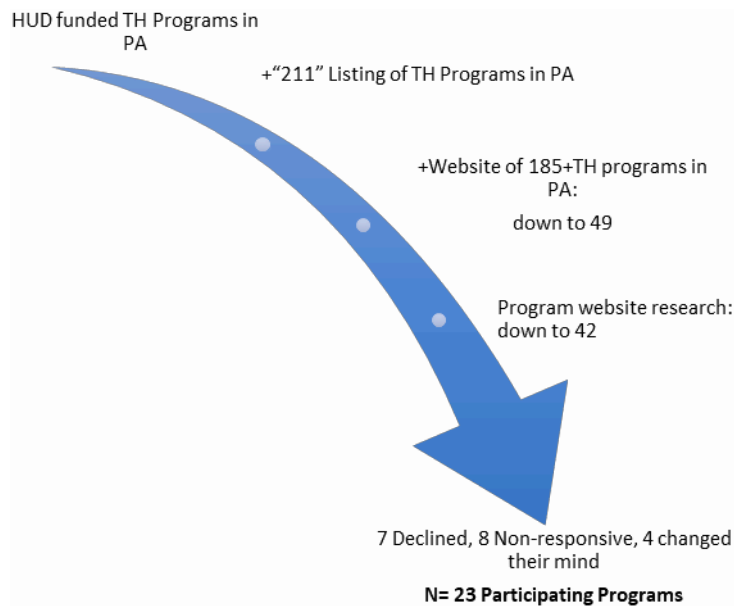 HUD funded TH Programs in
PA
+“211” Listing of TH Programs in PA
+Website of 185+TH programs in
PA:
down to 49
Program website research:
down to 42
7 Declined, 8 Non-responsive, 4 changed
their mind
N= 23 Participating Programs